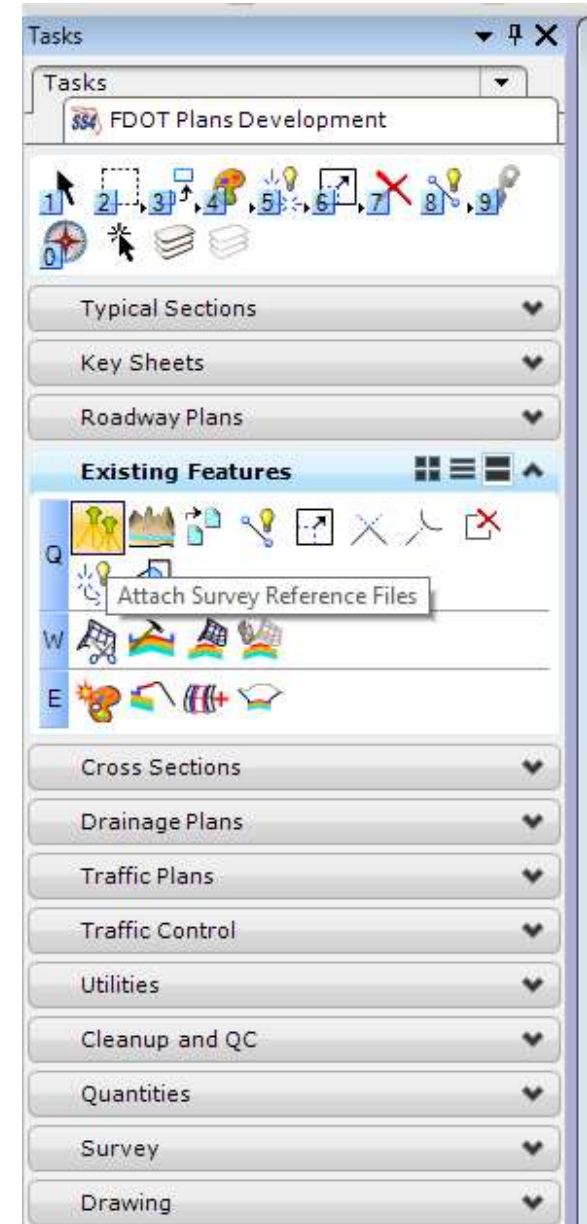 Tasks
Tasks
SS4 FDOT Plans Development
1 2 3 4 5 6 7 8 9
0
Typical Sections
Key Sheets
Roadway Plans
Existing Features
Q
Attach Survey Reference Files
W
E
Cross Sections
Drainage Plans
Traffic Plans
Traffic Control
Utilities
Cleanup and QC
Quantities
Survey
Drawing